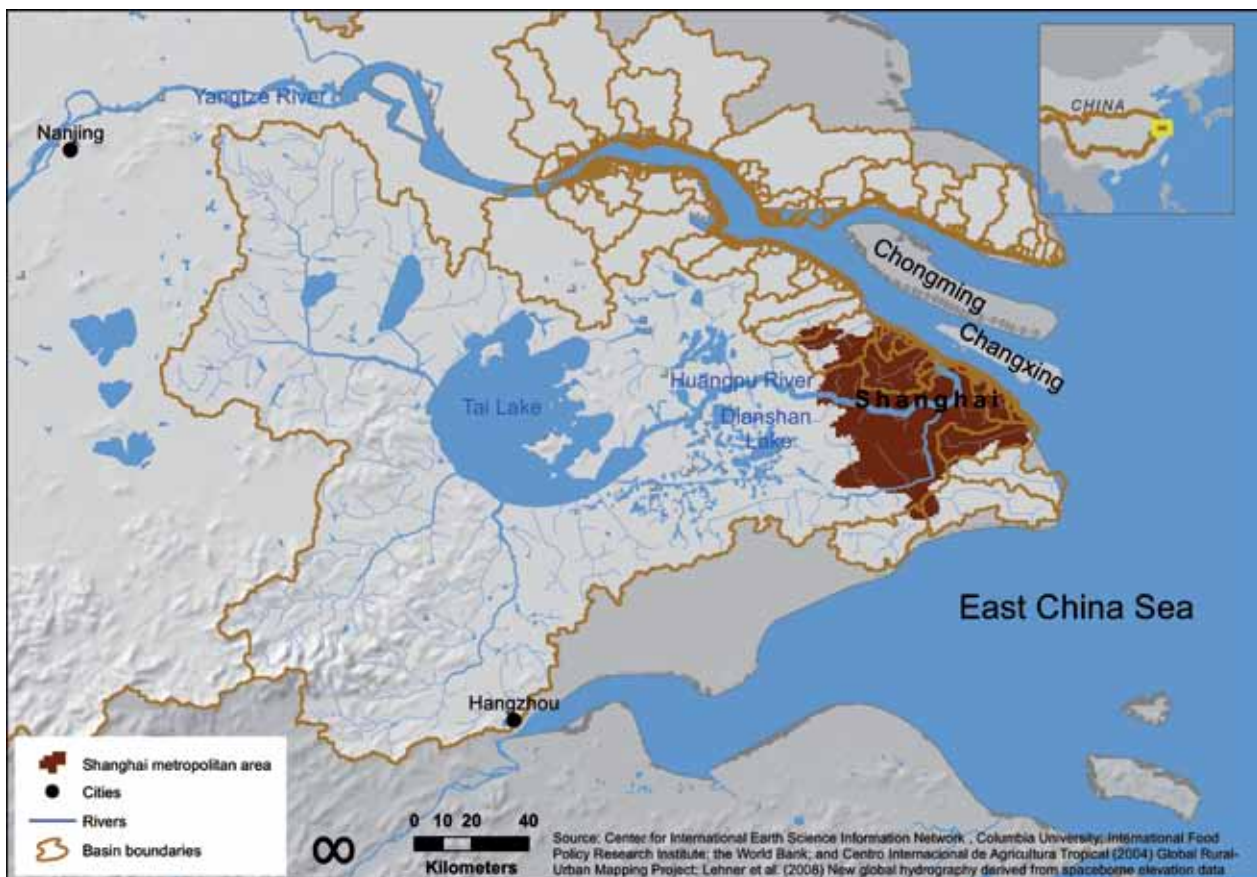 Yangtze River
Nanjing
CHINA
Chongming
Changxing
Huangpu River
Shanghai
Tai Lake
Dianshan
Lake
East China Sea
Hangzhou
Shanghai metropolitan area
Cities
Rivers
Basin boundaries
0 10 20 40
Kilometers
Source: Center for International Earth Science Information Network , Columbia University; International Food
Policy Research Institute; the World Bank; and Centro Internacional de Agricultura Tropical (2004) Global Rural-
Urban Mapping Project; Lehner et al. (2008) New global hydrography derived from spaceborne elevation data